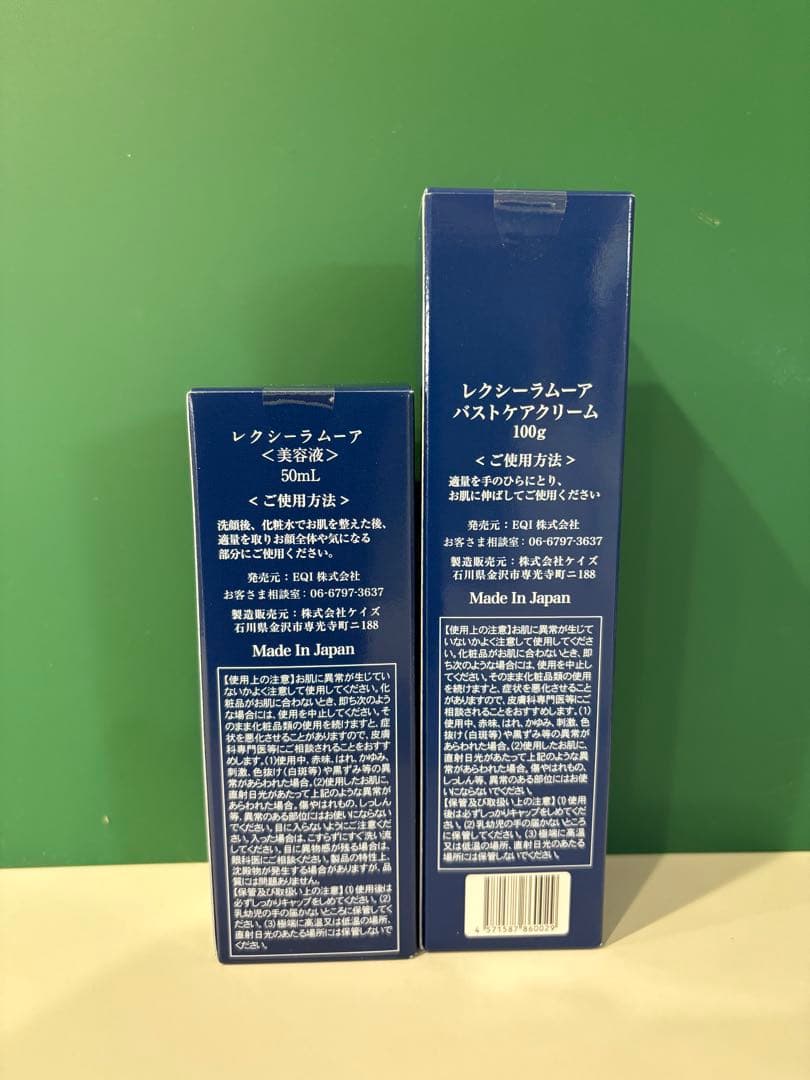 レクシーラムーア
＜美容液＞
50mL
＜ご使用方法＞
洗顔後、化粧水でお肌を整えた後、
適量を取りお顔全体や気になる
部分にご使用ください。
発売元：EQI 株式会社
お客さま相談室：06-6797-3637
製造販売元：株式会社ケイズ
石川県金沢市専光寺町ニ188
Made In Japan
【使用上の注意】お肌に異常が生じてい
ないかよく注意して使用してください。化
粧品がお肌に合わないとき、即ち次のよう
な場合には、使用を中止してください。そ
のまま化粧品類の使用を続けますと、症
状を悪化させることがありますので、皮膚
科専門医等にご相談されることをおすす
めします。(1)使用中、赤味、はれ、かゆみ、
刺激、色抜け(白斑等)や黒ずみ等の異
常があらわれた場合。(2)使用したお肌に、
直射日光があたって上記のような異常が
あらわれた場合。傷やはれもの、しっしん
等、異常のある部位にはお使いにならない
でください。目に入らないようにご注意くだ
さい。入った場合は、こすらずにすぐ洗い流
してください。目に異物感が残る場合は、
眼科医にご相談ください。製品の特性上、
沈殿物が発生する場合がありますが、品
質には問題ありません。
【保管及び取扱い上の注意】(1)使用後は
必ずしっかりキャップをしめてください。(2)
乳幼児の手の届かないところに保管してく
ださい。(3)極端に高温又は低温の場所、
直射日光のあたる場所には保管しないで
ください。
レクシーラムーア
バストケアクリーム
100g
＜ご使用方法＞
適量を手のひらにとり、
お肌に伸ばしてご使用ください
発売元：EQI 株式会社
お客さま相談室：06-6797-3637
製造販売元：株式会社ケイズ
石川県金沢市専光寺町ニ188
Made In Japan
【使用上の注意】お肌に異常が生じて
いないかよく注意して使用してくださ
い。化粧品がお肌に合わないとき、即
ち次のような場合には、使用を中止し
てください。そのまま化粧品類の使用
を続けますと、症状を悪化させること
がありますので、皮膚科専門医等にご
相談されることをおすすめします。(1)
使用中、赤味、はれ、かゆみ、刺激、色
抜け(白斑等)や黒ずみ等の異常が
あらわれた場合。(2)使用したお肌に、
直射日光があたって上記のような異常
があらわれた場合。傷やはれもの、
しっしん等、異常のある部位にはお使
いにならないでください。
【保管及び取扱い上の注意】(1)使用
後は必ずしっかりキャップをしめてくだ
さい。(2)乳幼児の手の届かないところ
に保管してください。(3)極端に高温
又は低温の場所、直射日光のあたる
場所には保管しないでください。
4 571587 860029